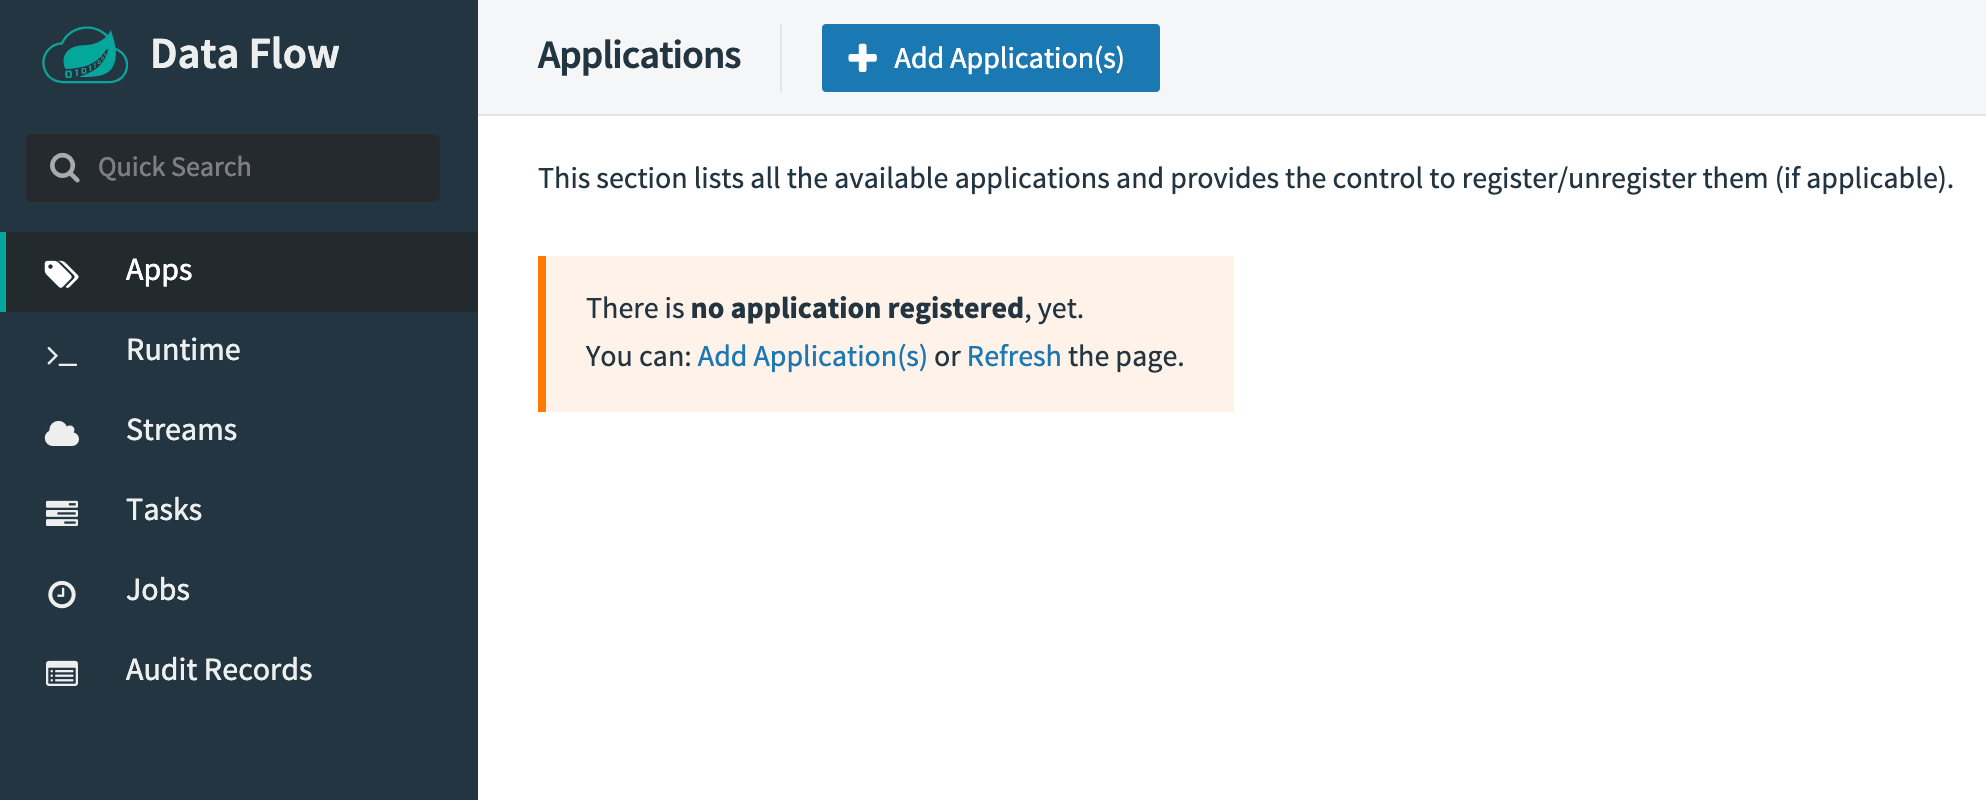 Data Flow
Quick Search
Apps
Runtime
Streams
Tasks
Jobs
Audit Records
Applications
Add Application(s)
This section lists all the available applications and provides the control to register/unregister them (if applicable).
There is no application registered, yet.
You can: Add Application(s) or Refresh the page.